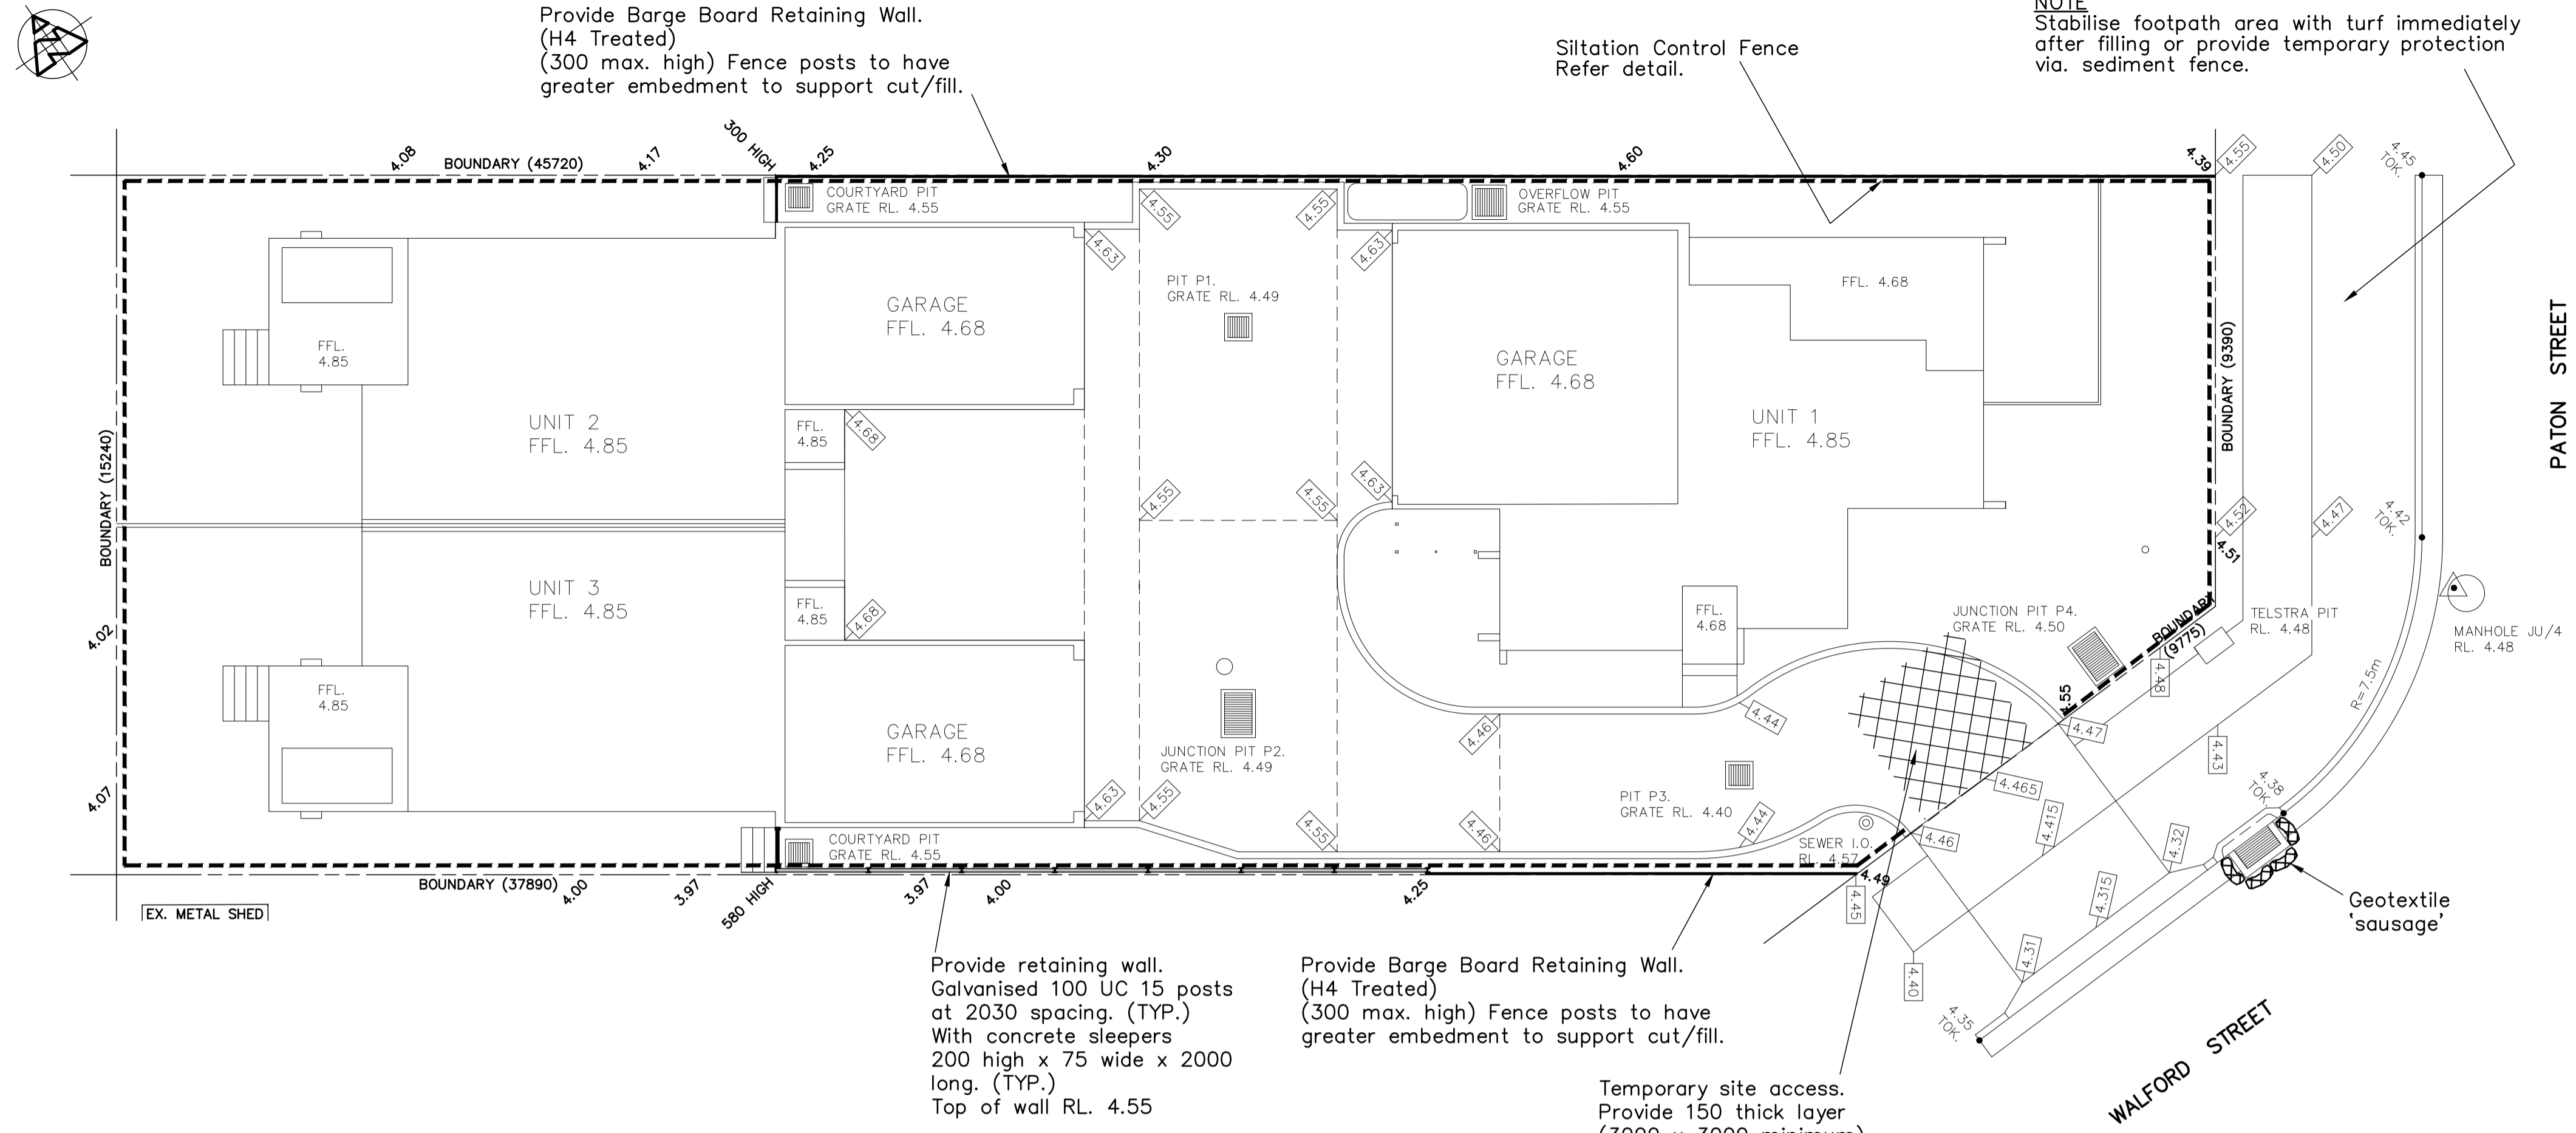 Provide Barge Board Retaining Wall.
(H4 Treated)
(300 max. high) Fence posts to have
greater embedment to support cut/fill.
Siltation Control Fence
Refer detail.
NOTE
Stabilise footpath area with turf immediately
after filling or provide temporary protection
via. sediment fence.
4.08
BOUNDARY (45720)
4.17
300 HIGH
4.25
4.30
4.60
4.39
4.55
4.50
4.45
TOK.
COURTYARD PIT
GRATE RL. 4.55
4.55
4.55
OVERFLOW PIT
GRATE RL. 4.55
4.63
4.63
PIT P1.
GRATE RL. 4.49
FFL. 4.68
GARAGE
FFL. 4.68
GARAGE
FFL. 4.68
FFL.
4.85
UNIT 2
FFL. 4.85
FFL.
4.85
4.68
UNIT 1
FFL. 4.85
BOUNDARY (9390)
PATON STREET
BOUNDARY (15240)
4.55
4.55
4.63
4.52
4.47
4.51
4.42
TOK.
UNIT 3
FFL. 4.85
FFL.
4.85
4.68
FFL.
4.68
JUNCTION PIT P4.
GRATE RL. 4.50
BOUNDARY
(9775)
TELSTRA PIT
RL. 4.48
MANHOLE JU/4
RL. 4.48
4.02
FFL.
4.85
4.55
4.48
R=7.5m
4.44
4.46
4.47
4.43
GARAGE
FFL. 4.68
JUNCTION PIT P2.
GRATE RL. 4.49
4.07
4.63
4.55
4.55
4.46
PIT P3.
GRATE RL. 4.40
4.44
4.465
4.38
TOK.
4.415
4.32
COURTYARD PIT
GRATE RL. 4.55
SEWER I.O.
RL. 4.57
4.46
BOUNDARY (37890)
4.00
3.97
580 HIGH
3.97
4.00
4.25
4.49
4.45
4.315
EX. METAL SHED
Geotextile
'sausage'
4.31
4.40
4.35
TOK.
Provide retaining wall.
Galvanised 100 UC 15 posts
at 2030 spacing. (TYP.)
With concrete sleepers
200 high x 75 wide x 2000
long. (TYP.)
Top of wall RL. 4.55
Provide Barge Board Retaining Wall.
(H4 Treated)
(300 max. high) Fence posts to have
greater embedment to support cut/fill.
WALFORD STREET
Temporary site access.
Provide 150 thick layer
(3000 x 3000 minimum)